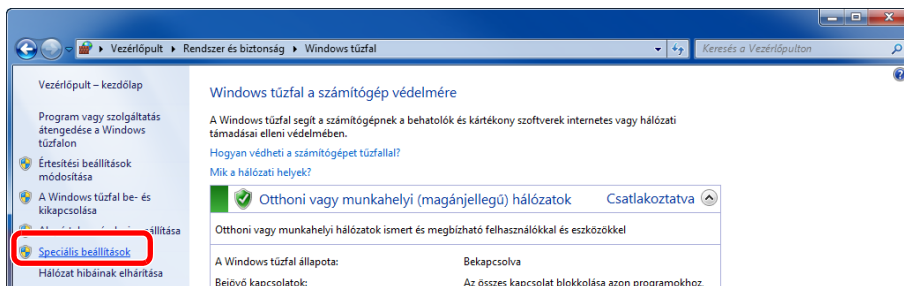 Vezérlőpult ▸ Rendszer és biztonság ▸ Windows tűzfal
Keresés a Vezérlőpulton
Vezérlőpult – kezdőlap
Program vagy szolgáltatás
átengedése a Windows
tűzfalon
Értesítési beállítások
módosítása
A Windows tűzfal be- és
kikapcsolása
Speciális beállítások
Hálózat hibáinak elhárítása
Windows tűzfal a számítógép védelmére
A Windows tűzfal segít a számítógépnek a behatolók és kártékony szoftverek internetes vagy hálózati
támadásai elleni védelmében.
Hogyan védheti a számítógépet tűzfallal?
Mik a hálózati helyek?
Otthoni vagy munkahelyi (magánjellegű) hálózatok Csatlakoztatva
Otthoni vagy munkahelyi hálózatok ismert és megbízható felhasználókkal és eszközökkel
A Windows tűzfal állapota: Bekapcsolva
Bejövő kapcsolatok: Az összes kapcsolat blokkolása azon programokhoz,